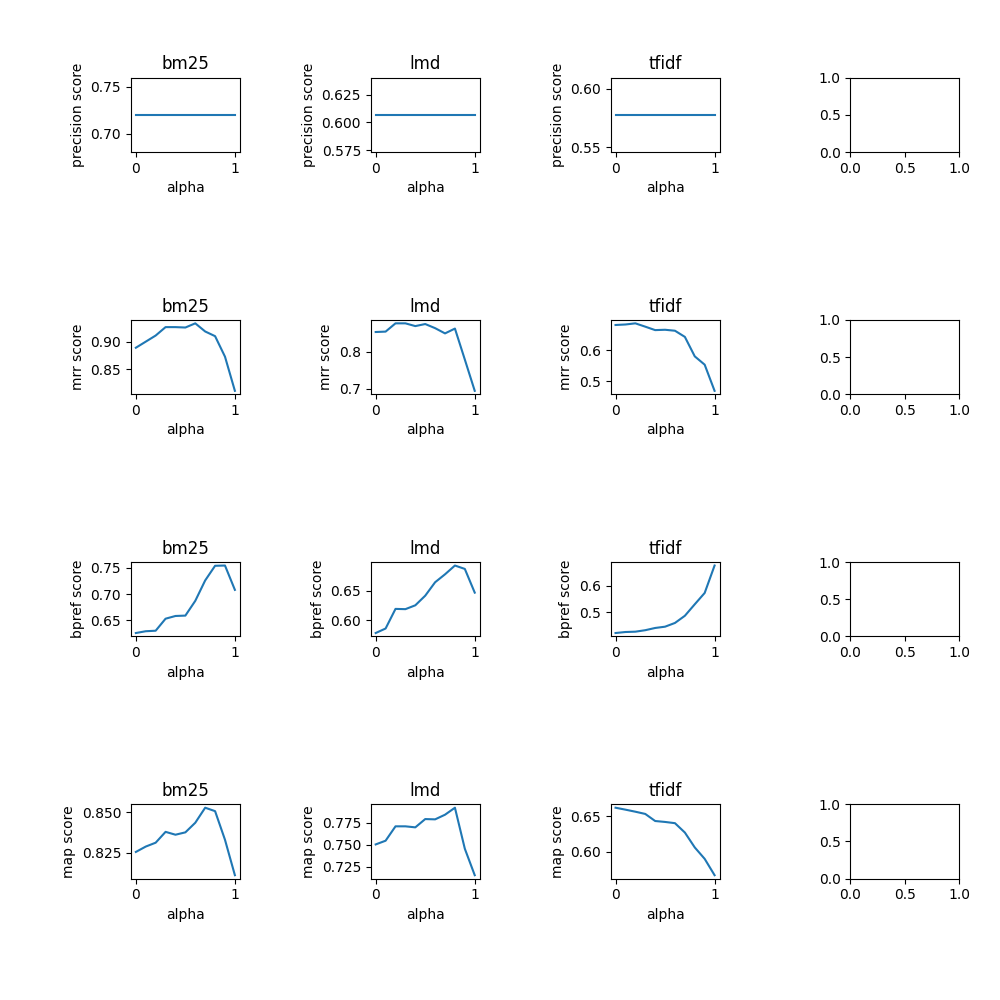 bm25
precision score
0.75
0.70
0 1
alpha
lmd
precision score
0.625
0.600
0.575
0 1
alpha
tfidf
precision score
0.60
0.55
0 1
alpha
1.0
0.5
0.0
0.0 0.5 1.0
bm25
mrr score
0.90
0.85
0 1
alpha
lmd
mrr score
0.8
0.7
0 1
alpha
tfidf
mrr score
0.6
0.5
0 1
alpha
1.0
0.5
0.0
0.0 0.5 1.0
bm25
bpref score
0.75
0.70
0.65
0 1
alpha
lmd
bpref score
0.65
0.60
0 1
alpha
tfidf
bpref score
0.6
0.5
0 1
alpha
1.0
0.5
0.0
0.0 0.5 1.0
bm25
map score
0.850
0.825
0 1
alpha
lmd
map score
0.775
0.750
0.725
0 1
alpha
tfidf
map score
0.65
0.60
0 1
alpha
1.0
0.5
0.0
0.0 0.5 1.0